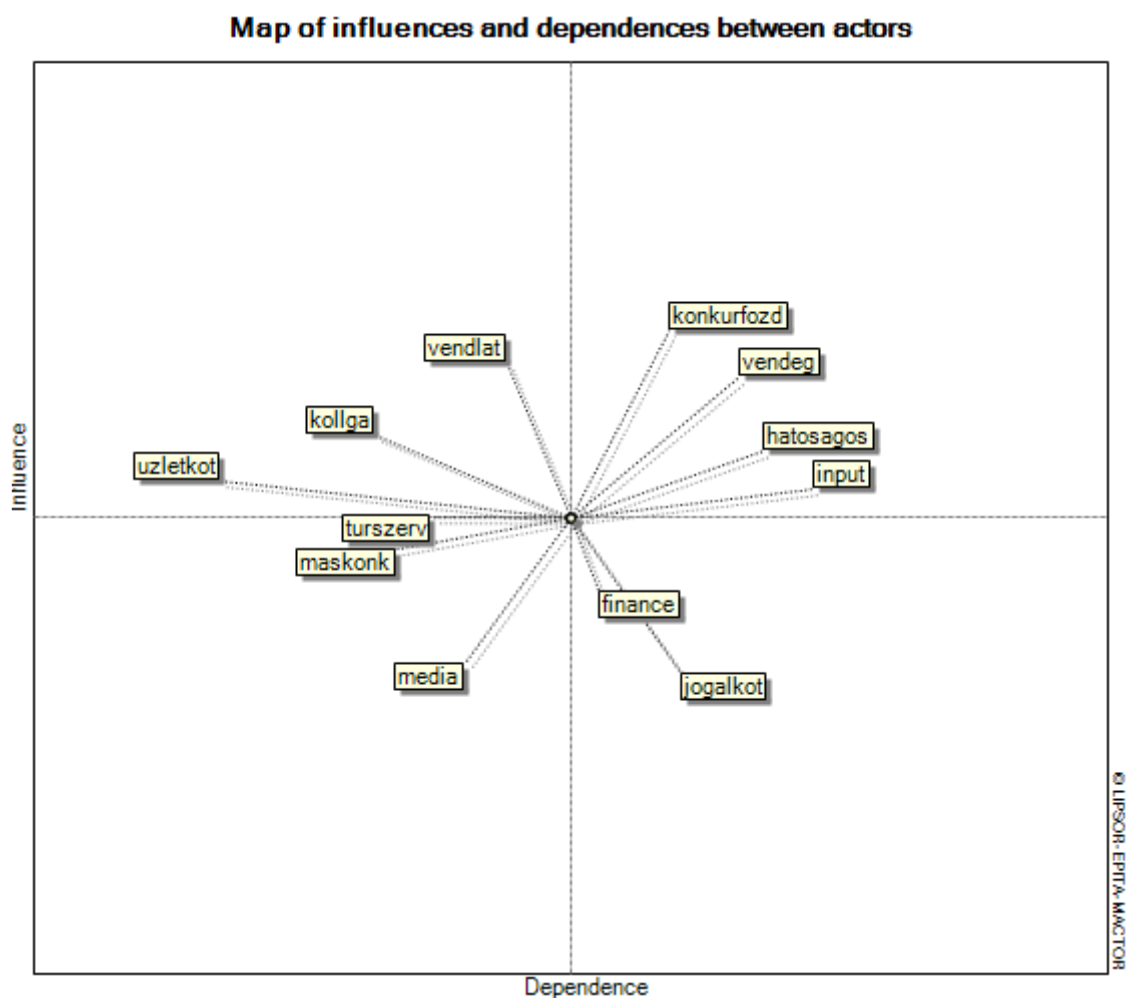 Map of influences and dependences between actors
konkurfozd
vendlat
vendeg
kollga
hatosagos
uzletkot
input
Influence
turszerv
maskonk
finance
media
jogalkot
© LIPSOR-EPITA-MACTOR
Dependence